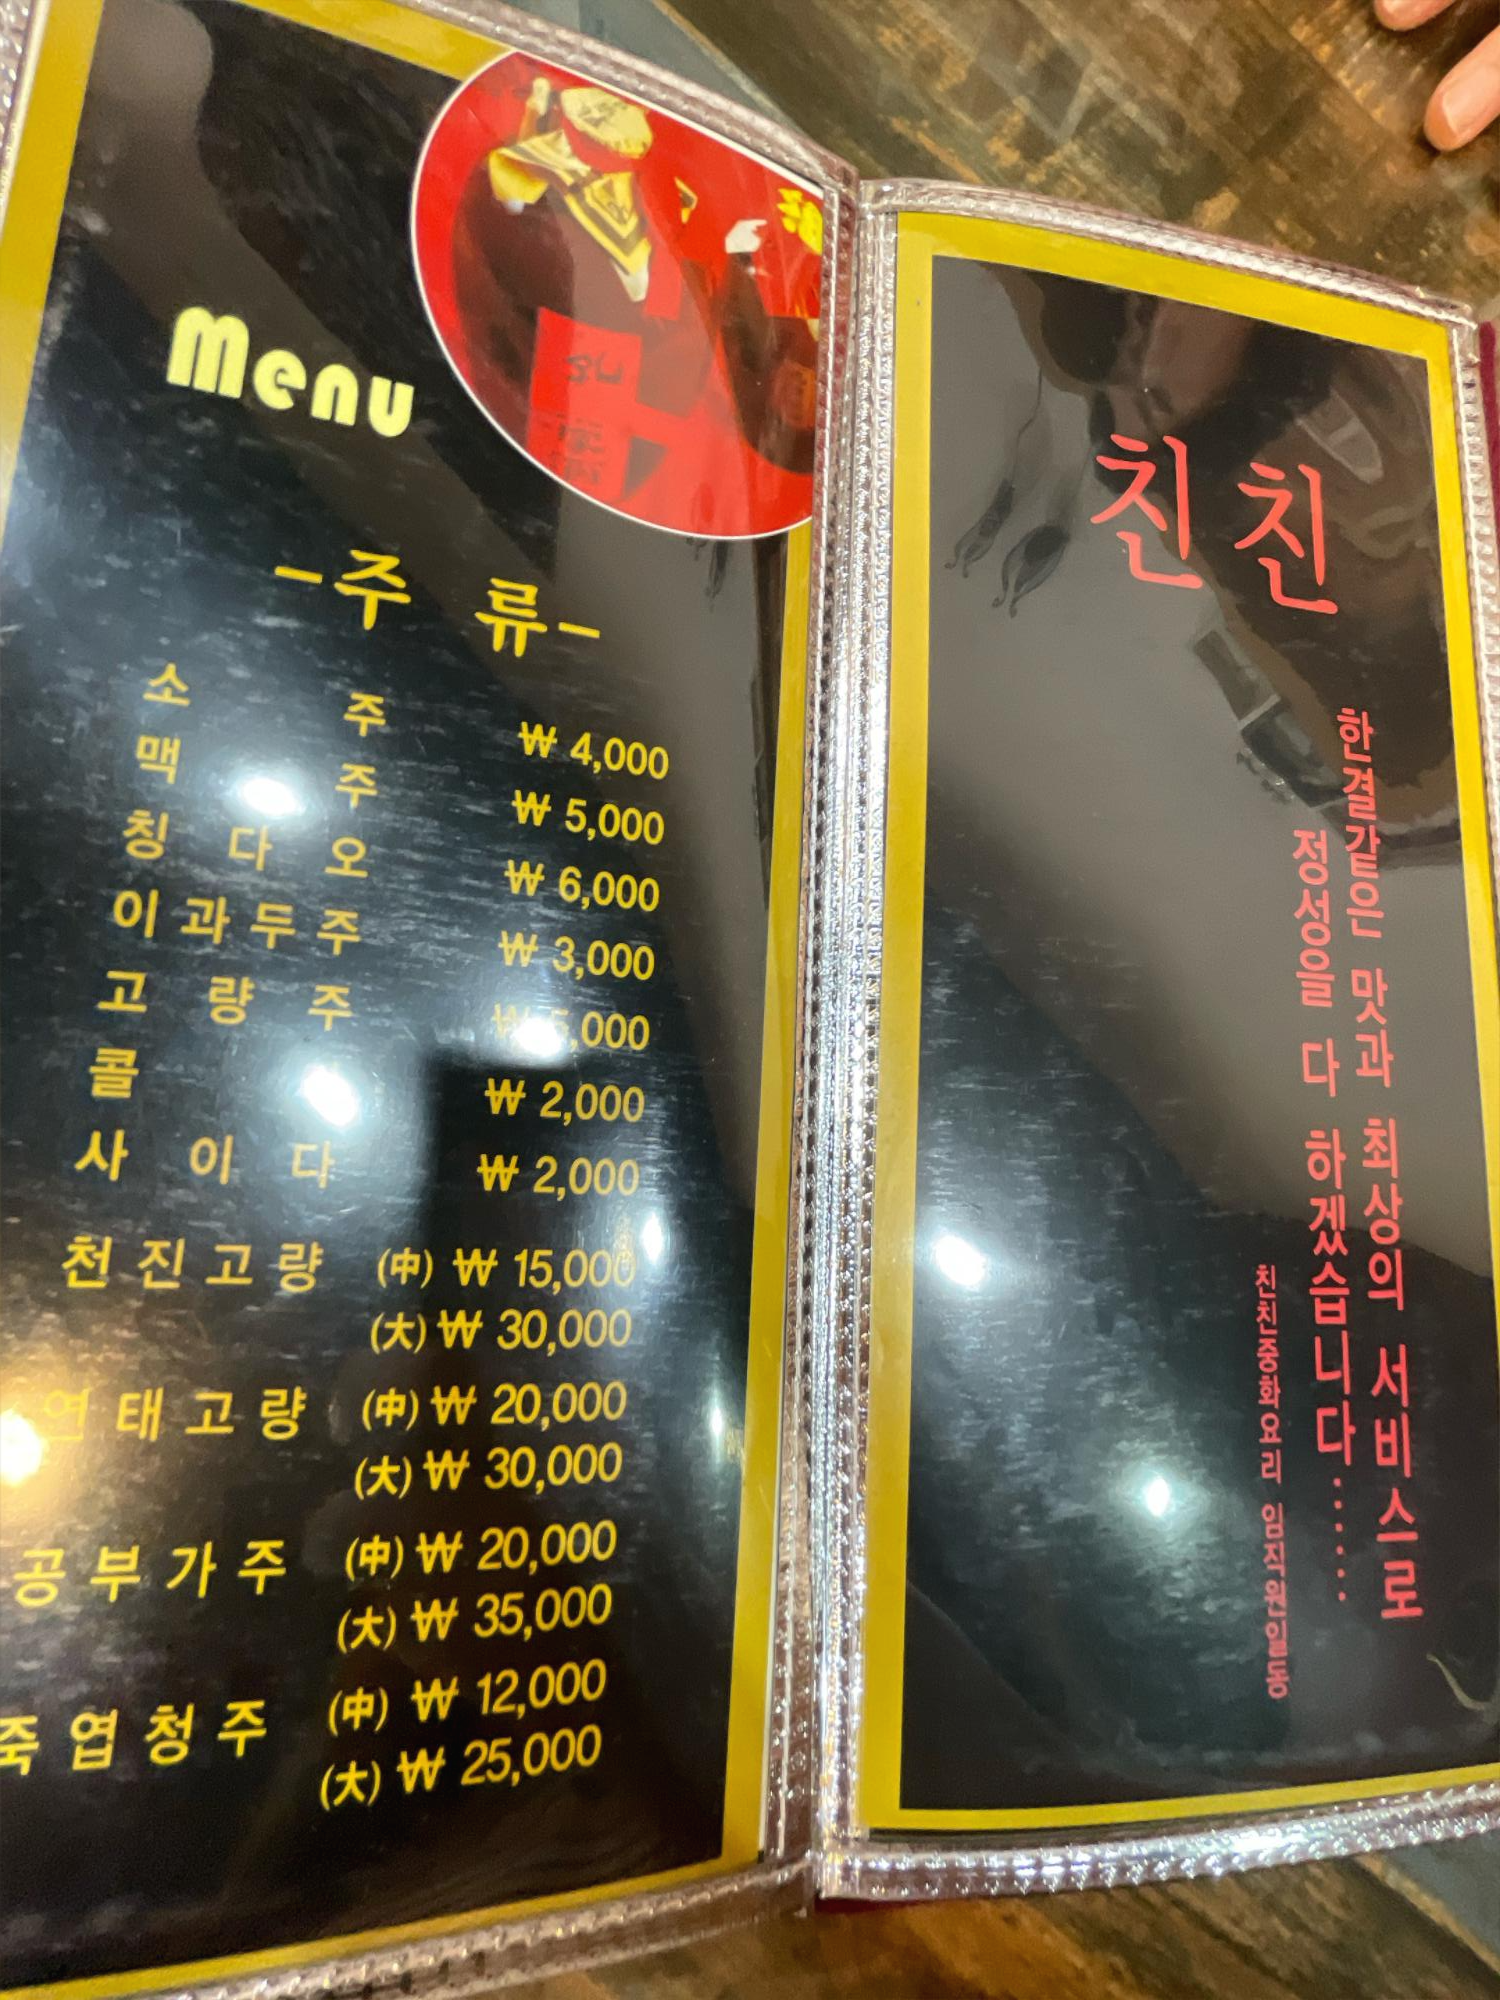 Menu
-주 류-
소 주 ₩ 4,000
맥 주 ₩ 5,000
칭 다 오 ₩ 6,000
이 과 두 주 ₩ 3,000
고 량 주 ₩ 5,000
콜 ₩ 2,000
사 이 다 ₩ 2,000
천 진 고 량 (中) ₩ 15,000
(大) ₩ 30,000
연 태 고 량 (中) ₩ 20,000
(大) ₩ 30,000
공 부 가 주 (中) ₩ 20,000
(大) ₩ 35,000
죽 엽 청 주 (中) ₩ 12,000
(大) ₩ 25,000
친친
한결같은 맛과 최상의 서비스로
정성을 다 하겠습니다·······
친친중화요리 임직원일동